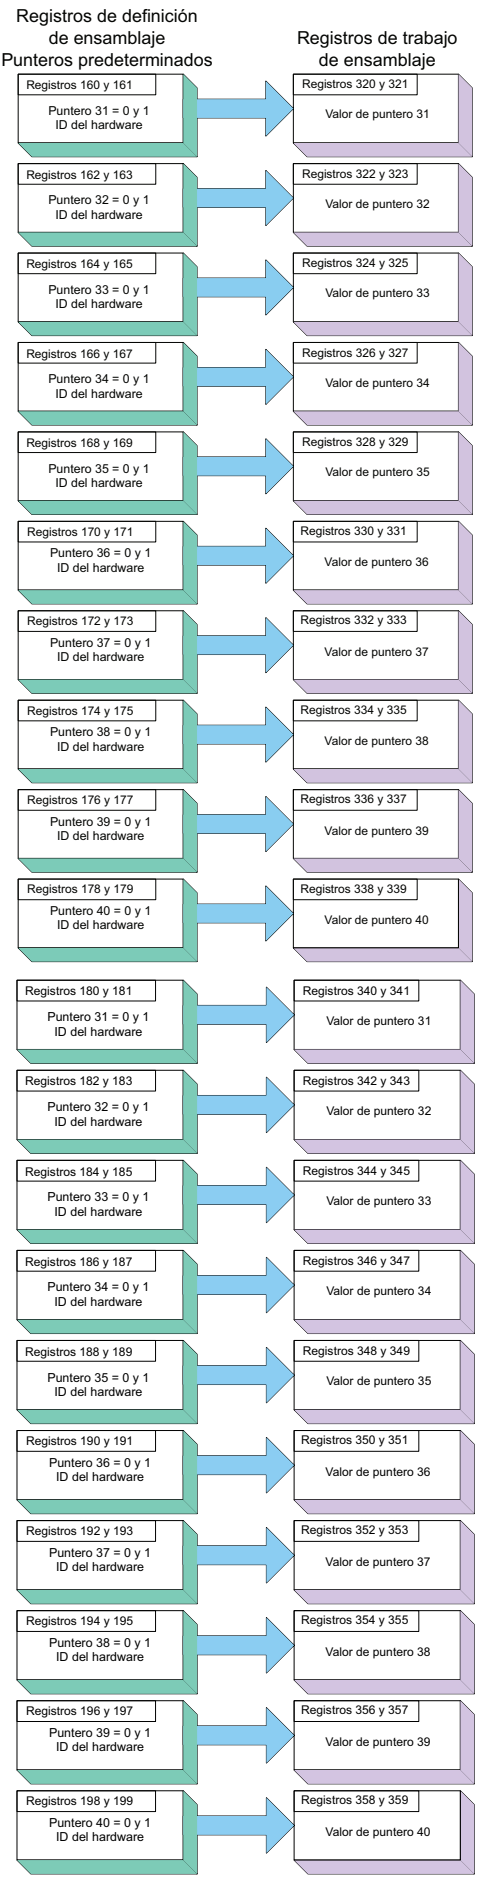 Registros de definición
de ensamblaje
Punteros predeterminados
Registros de trabajo
de ensamblaje
Registros 160 y 161
Puntero 31 = 0 y 1
ID del hardware
Registros 320 y 321
Valor de puntero 31
Registros 162 y 163
Puntero 32 = 0 y 1
ID del hardware
Registros 322 y 323
Valor de puntero 32
Registros 164 y 165
Puntero 33 = 0 y 1
ID del hardware
Registros 324 y 325
Valor de puntero 33
Registros 166 y 167
Puntero 34 = 0 y 1
ID del hardware
Registros 326 y 327
Valor de puntero 34
Registros 168 y 169
Puntero 35 = 0 y 1
ID del hardware
Registros 328 y 329
Valor de puntero 35
Registros 170 y 171
Puntero 36 = 0 y 1
ID del hardware
Registros 330 y 331
Valor de puntero 36
Registros 172 y 173
Puntero 37 = 0 y 1
ID del hardware
Registros 332 y 333
Valor de puntero 37
Registros 174 y 175
Puntero 38 = 0 y 1
ID del hardware
Registros 334 y 335
Valor de puntero 38
Registros 176 y 177
Puntero 39 = 0 y 1
ID del hardware
Registros 336 y 337
Valor de puntero 39
Registros 178 y 179
Puntero 40 = 0 y 1
ID del hardware
Registros 338 y 339
Valor de puntero 40
Registros 180 y 181
Puntero 31 = 0 y 1
ID del hardware
Registros 340 y 341
Valor de puntero 31
Registros 182 y 183
Puntero 32 = 0 y 1
ID del hardware
Registros 342 y 343
Valor de puntero 32
Registros 184 y 185
Puntero 33 = 0 y 1
ID del hardware
Registros 344 y 345
Valor de puntero 33
Registros 186 y 187
Puntero 34 = 0 y 1
ID del hardware
Registros 346 y 347
Valor de puntero 34
Registros 188 y 189
Puntero 35 = 0 y 1
ID del hardware
Registros 348 y 349
Valor de puntero 35
Registros 190 y 191
Puntero 36 = 0 y 1
ID del hardware
Registros 350 y 351
Valor de puntero 36
Registros 192 y 193
Puntero 37 = 0 y 1
ID del hardware
Registros 352 y 353
Valor de puntero 37
Registros 194 y 195
Puntero 38 = 0 y 1
ID del hardware
Registros 354 y 355
Valor de puntero 38
Registros 196 y 197
Puntero 39 = 0 y 1
ID del hardware
Registros 356 y 357
Valor de puntero 39
Registros 198 y 199
Puntero 40 = 0 y 1
ID del hardware
Registros 358 y 359
Valor de puntero 40